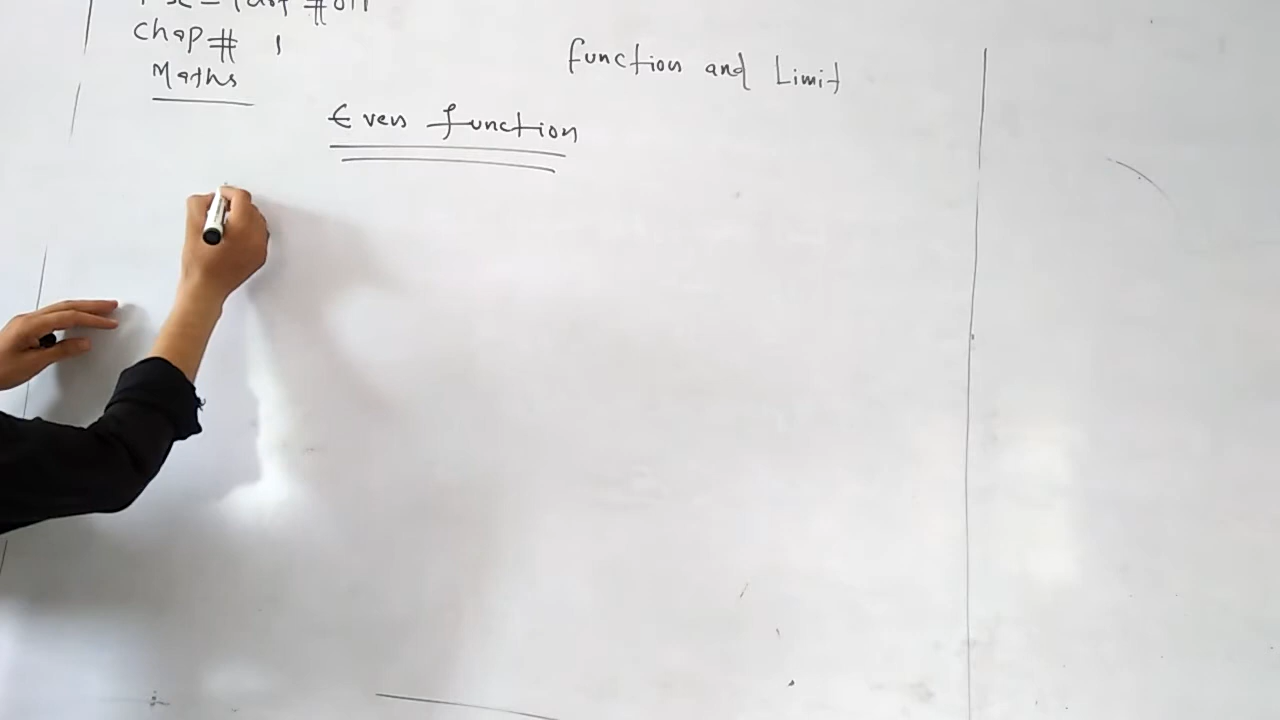 Chap # 1
Maths
function and Limit
Even function